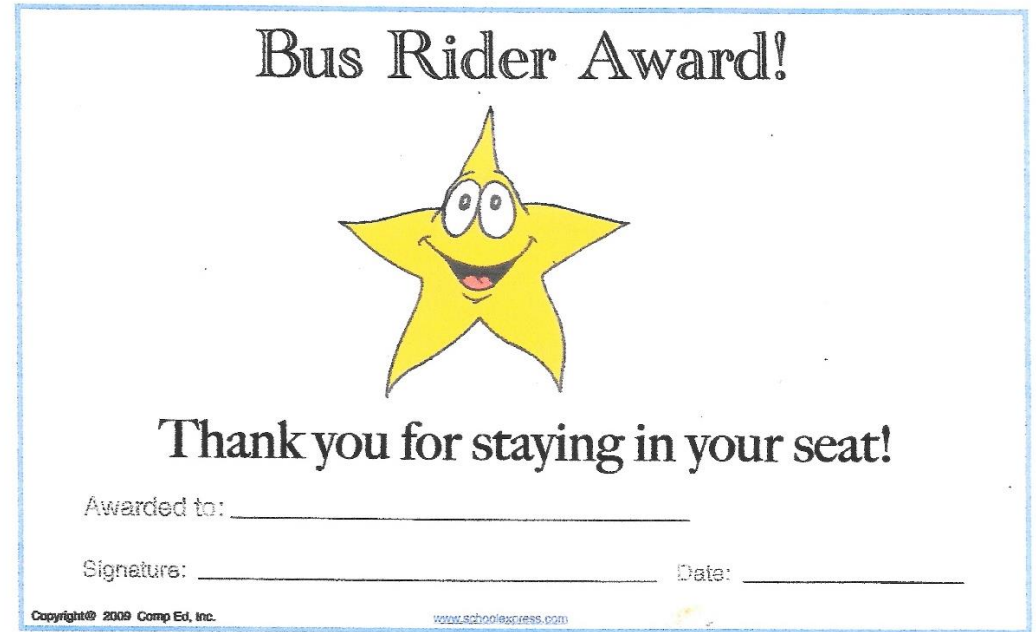 Bus Rider Award!
Thank you for staying in your seat!
Awarded to:
Signature: Date:
Copyright© 2009 Comp Ed, Inc. www.schoolexpress.com